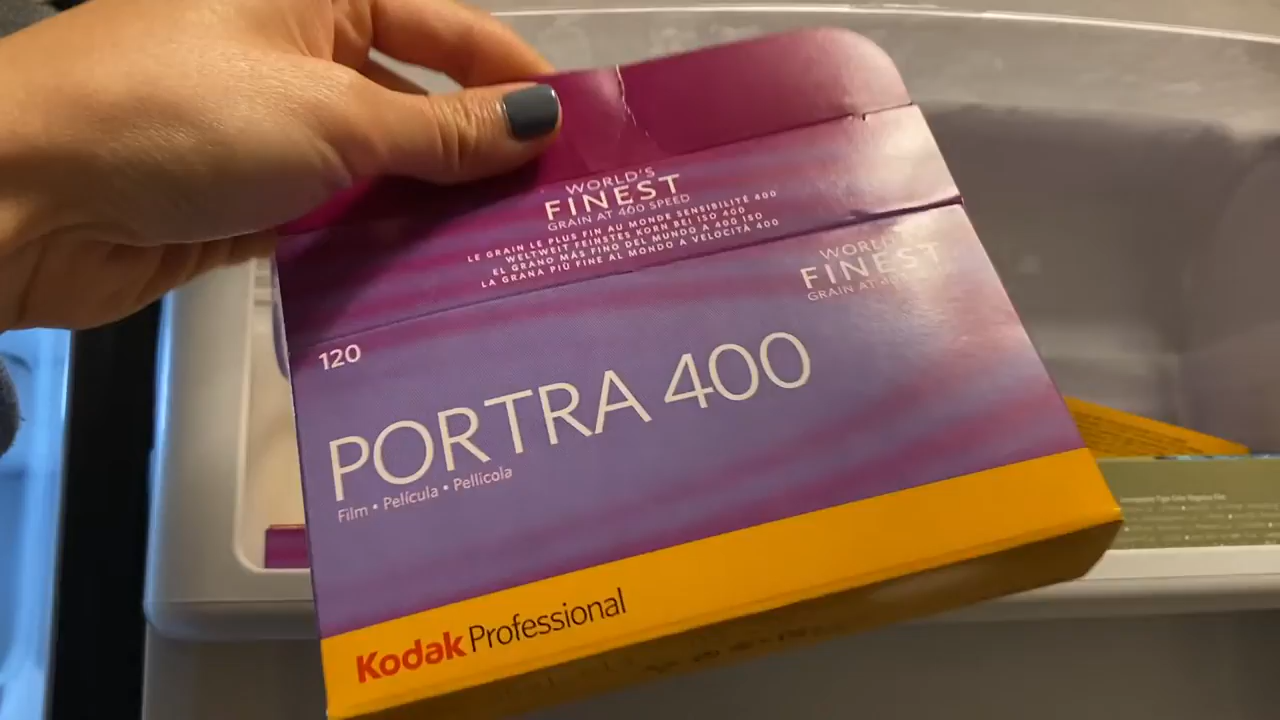 WORLD'S
FINEST
GRAIN AT 400 SPEED
LE GRAIN LE PLUS FIN AU MONDE SENSIBILITÉ 400
WELTWEIT FEINSTES KORN BEI ISO 400
EL GRANO MÁS FINO DEL MUNDO A 400 ISO
LA GRANA PIÙ FINE AL MONDO A VELOCITÀ 400
WORLD'S
FINEST
GRAIN AT
120
PORTRA 400
Film • Película • Pellicola
Kodak Professional